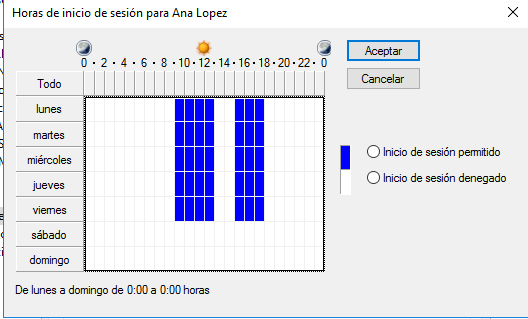 Horas de inicio de sesión para Ana Lopez
Aceptar
0 · 2 · 4 · 6 · 8 · 10 · 12 · 14 · 16 · 18 · 20 · 22 · 0
Cancelar
Todo
lunes
martes
miércoles
jueves
viernes
sábado
domingo
Inicio de sesión permitido
Inicio de sesión denegado
De lunes a domingo de 0:00 a 0:00 horas